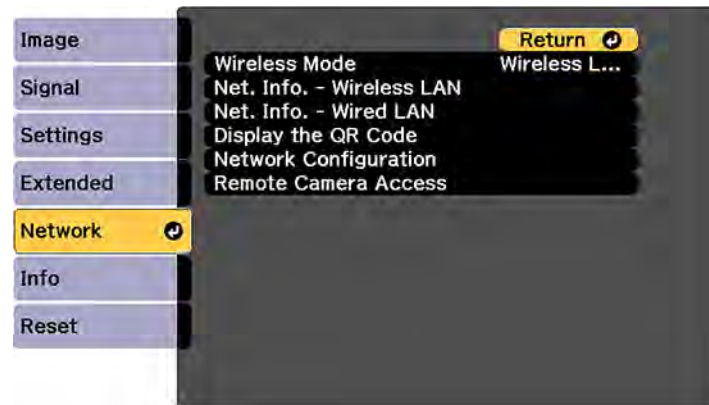 Image
Signal
Settings
Extended
Network
Info
Reset
Return
Wireless Mode Wireless L...
Net. Info. - Wireless LAN
Net. Info. - Wired LAN
Display the QR Code
Network Configuration
Remote Camera Access